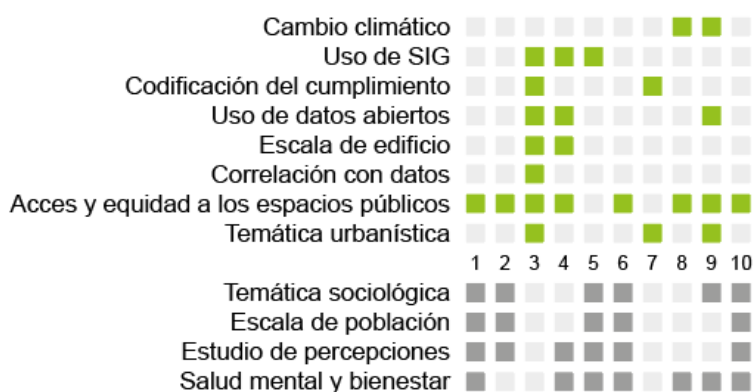 Cambio climático
Uso de SIG
Codificación del cumplimiento
Uso de datos abiertos
Escala de edificio
Correlación con datos
Acces y equidad a los espacios públicos
Temática urbanística
1 2 3 4 5 6 7 8 9 10
Temática sociológica
Escala de población
Estudio de percepciones
Salud mental y bienestar